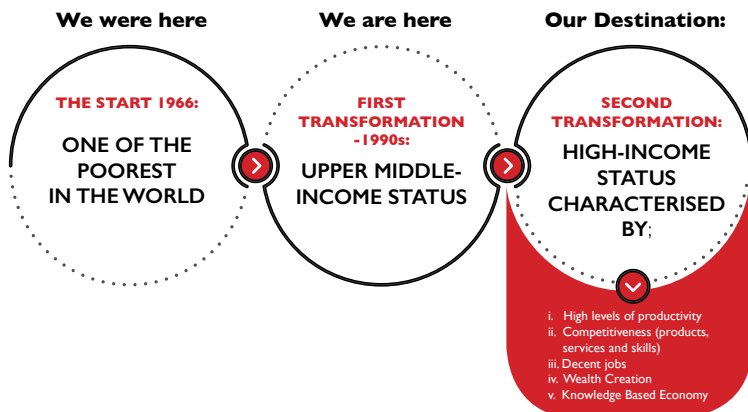 We were here
THE START 1966:
ONE OF THE
POOREST
IN THE WORLD
We are here
FIRST
TRANSFORMATION
-1990s:
UPPER MIDDLE-
INCOME STATUS
Our Destination:
SECOND
TRANSFORMATION:
HIGH-INCOME
STATUS
CHARACTERISED
BY;
i. High levels of productivity
ii. Competitiveness (products,
services and skills)
iii. Decent jobs
iv. Wealth Creation
v. Knowledge Based Economy